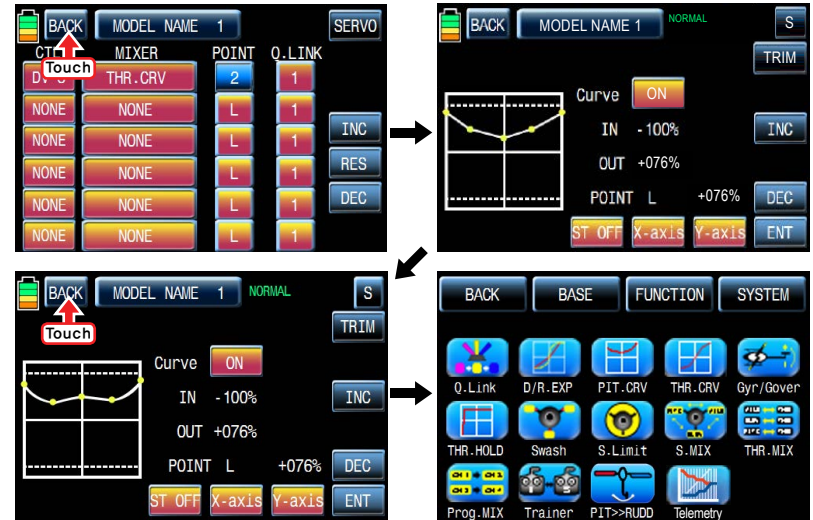 BACK MODEL NAME 1 SERVO
MIXER POINT Q.LINK
Touch
THR.CRV 2 1
NONE NONE L 1
INC
NONE NONE L 1
RES
NONE NONE L 1
DEC
NONE NONE L 1
NONE NONE L 1
BACK MODEL NAME 1 NORMAL S
TRIM
Curve ON
IN -100% INC
OUT +076%
POINT L +076% DEC
ST OFF X-axis Y-axis ENT
BACK MODEL NAME 1 NORMAL S
Touch
TRIM
Curve ON
IN -100% INC
OUT +076%
POINT L +076% DEC
ST OFF X-axis Y-axis ENT
BACK BASE FUNCTION SYSTEM
Q.Link D/R.EXP PIT.CRV THR.CRV Gyr/Gover
THR.HOLD Swash S.Limit S.MIX THR.MIX
Prog.MIX Trainer PIT>>RUDD Telemetry